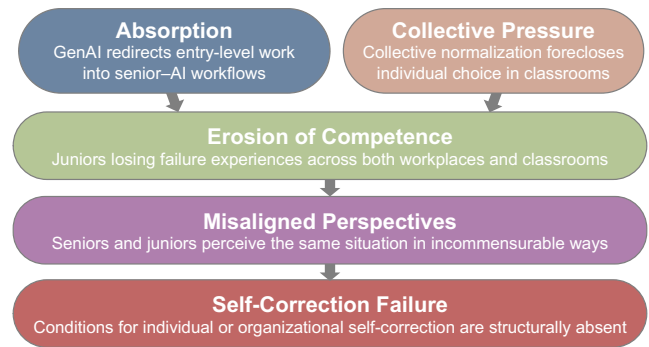 Absorption
GenAI redirects entry-level work
into senior–AI workflows
Collective Pressure
Collective normalization forecloses
individual choice in classrooms
Erosion of Competence
Juniors losing failure experiences across both workplaces and classrooms
Misaligned Perspectives
Seniors and juniors perceive the same situation in incommensurable ways
Self-Correction Failure
Conditions for individual or organizational self-correction are structurally absent